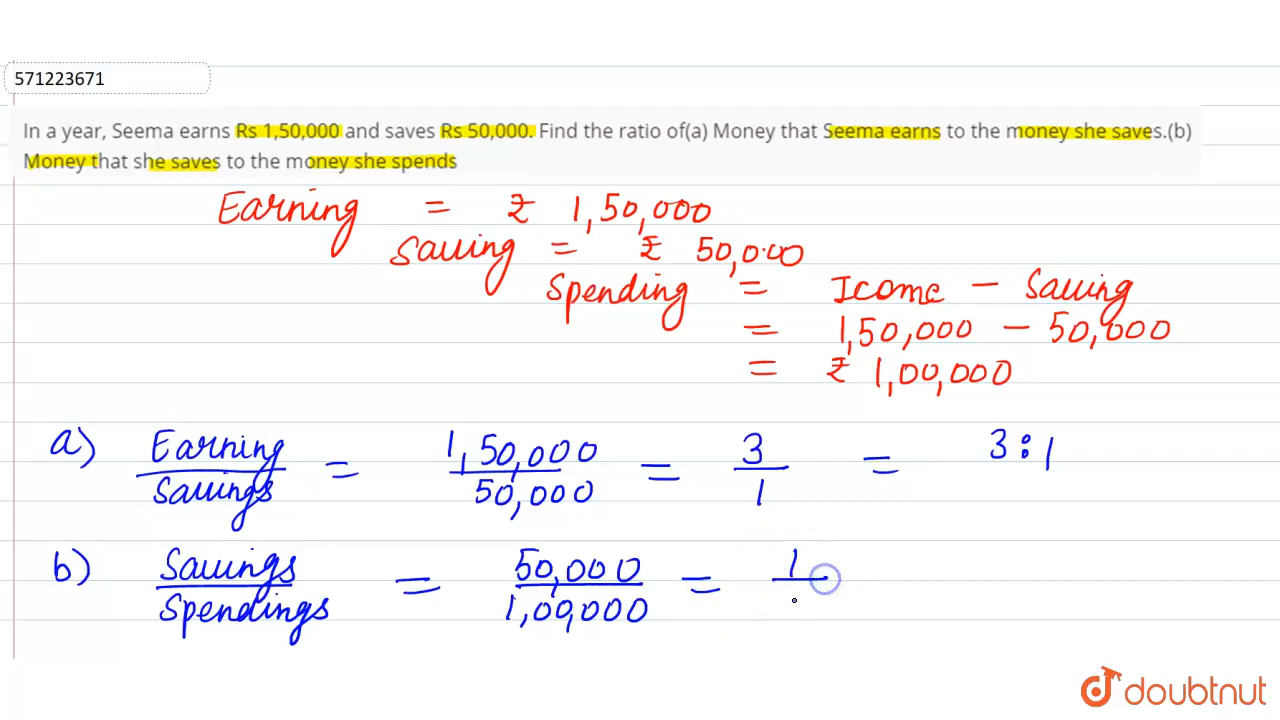 571223671
In a year, Seema earns Rs 1,50,000 and saves Rs 50,000. Find the ratio of(a) Money that Seema earns to the money she saves.(b)
Money that she saves to the money she spends
Earning = ₹ 1,50,000
Saving = ₹ 50,000
Spending = Icome - Saving
= 1,50,000 - 50,000
= ₹ 1,00,000
a) Earning / Savings = 1,50,000 / 50,000 = 3 / 1 = 3:1
b) Savings / Spendings = 50,000 / 1,00,000 = 1 /
doubtnut